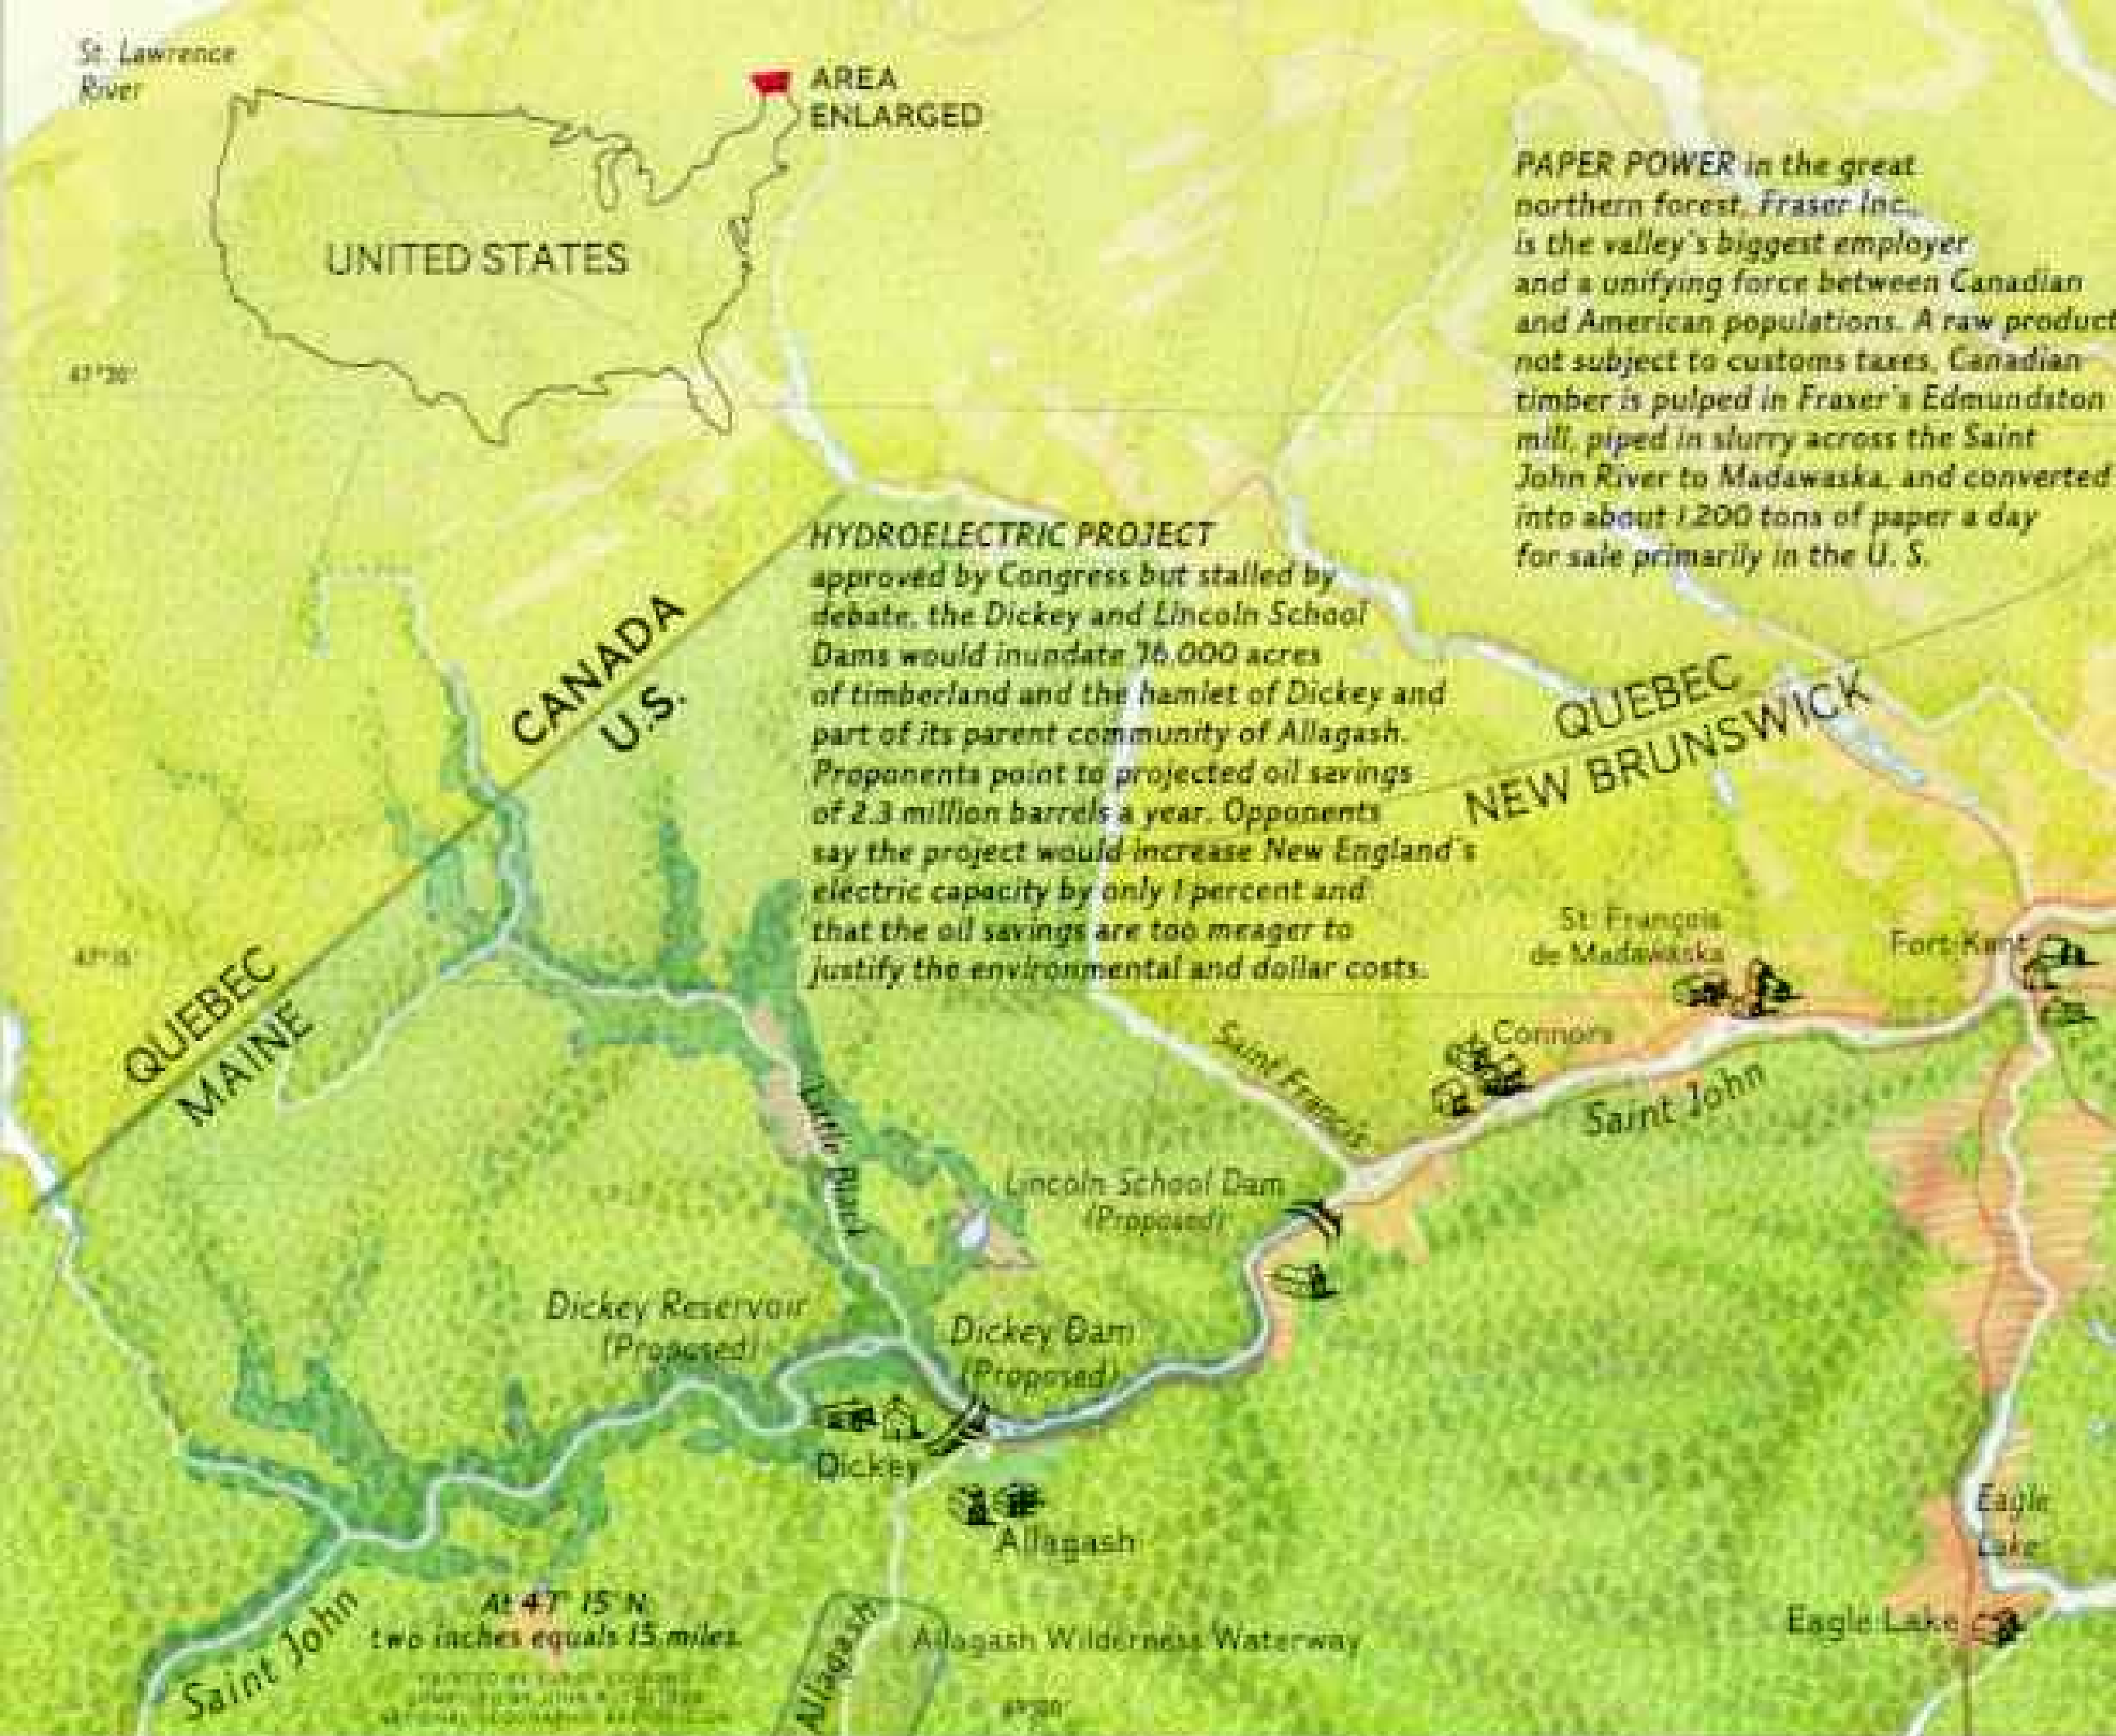 St. Lawrence
River
AREA
ENLARGED
UNITED STATES
47°30'
PAPER POWER in the great
northern forest, Fraser Inc.,
is the valley's biggest employer
and a unifying force between Canadian
and American populations. A raw product
not subject to customs taxes, Canadian
timber is pulped in Fraser's Edmundston
mill, piped in slurry across the Saint
John River to Madawaska, and converted
into about 1,200 tons of paper a day
for sale primarily in the U. S.
HYDROELECTRIC PROJECT
approved by Congress but stalled by
debate, the Dickey and Lincoln School
Dams would inundate 76,000 acres
of timberland and the hamlet of Dickey and
part of its parent community of Allagash.
Proponents point to projected oil savings
of 2.3 million barrels a year. Opponents
say the project would increase New England's
electric capacity by only 1 percent and
that the oil savings are too meager to
justify the environmental and dollar costs.
CANADA
U.S.
QUEBEC
NEW BRUNSWICK
47°15'
QUEBEC
MAINE
St. François
de Madawaska
Fort Kent
Connors
Saint Francis
Saint John
Little Black
Lincoln School Dam
(Proposed)
Dickey Reservoir
(Proposed)
Dickey Dam
(Proposed)
Dickey
Allagash
Eagle
Lake
Eagle Lake
At 47° 15' N,
two inches equals 15 miles.
Saint John
Allagash
Allagash Wilderness Waterway